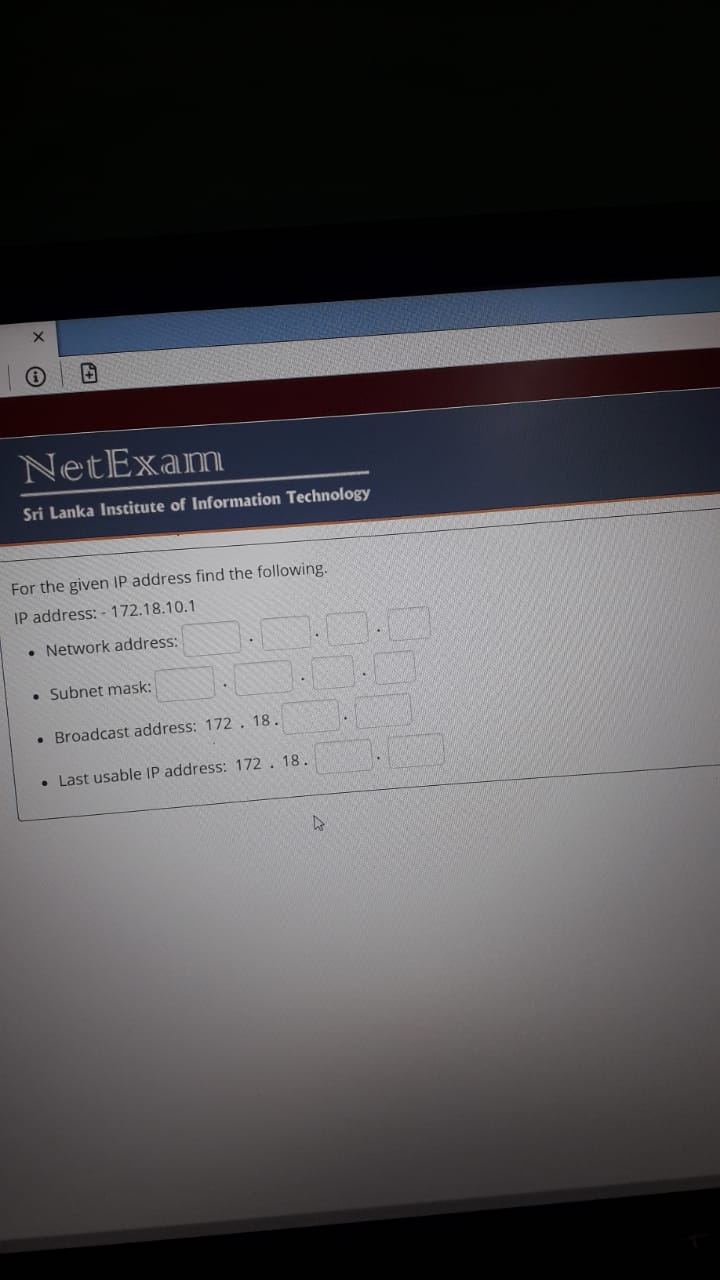 NetExam
Sri Lanka Institute of Information Technology
For the given IP address find the following.
IP address: - 172.18.10.1
• Network address: . . .
• Subnet mask: . . .
• Broadcast address: 172 . 18 . .
• Last usable IP address: 172 . 18 . .